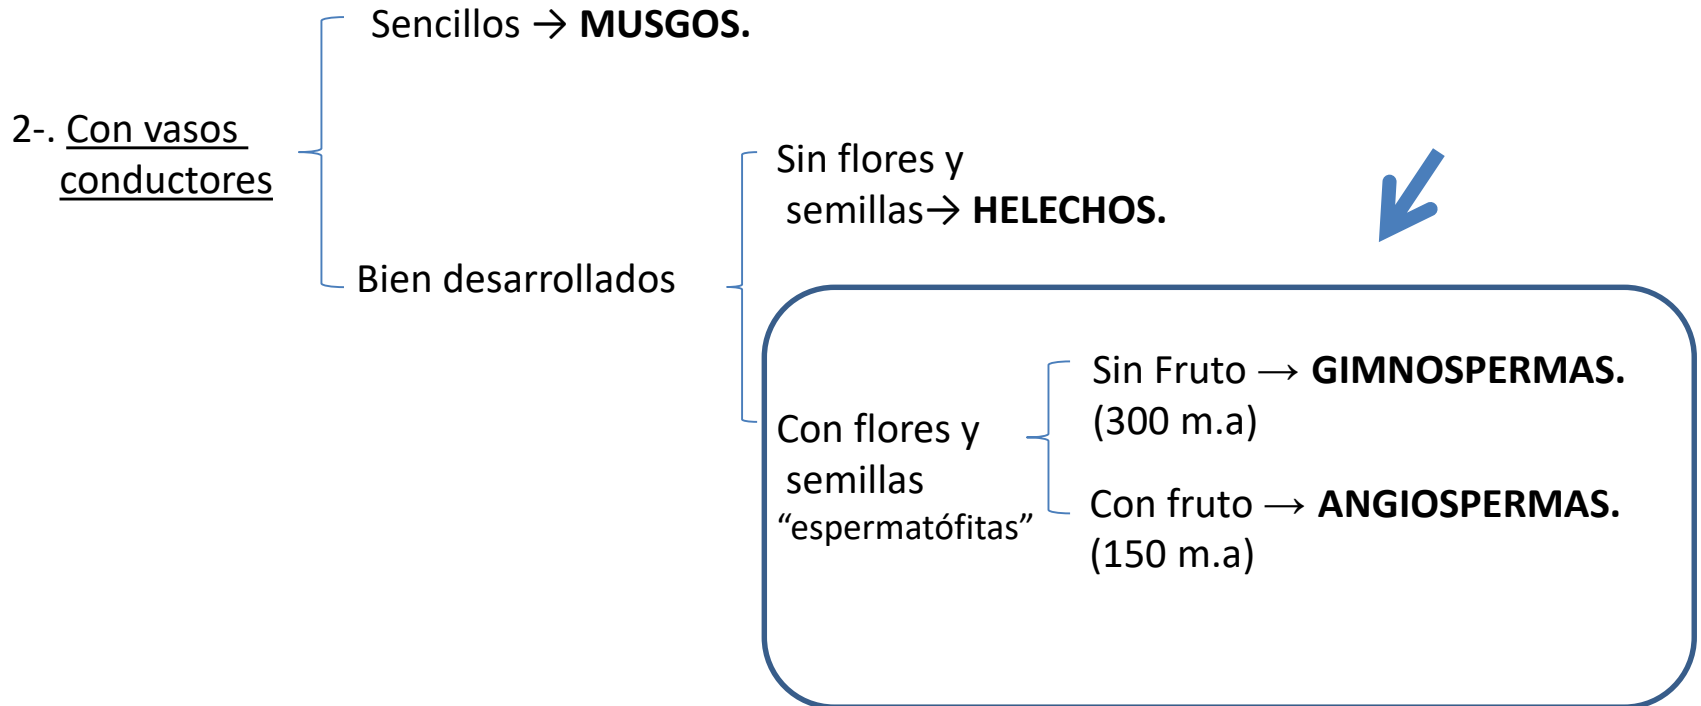 Sencillos → MUSGOS.
2-. Con vasos
conductores
Sin flores y
semillas→ HELECHOS.
Bien desarrollados
Sin Fruto → GIMNOSPERMAS.
(300 m.a)
Con flores y
semillas
“espermatófitas”
Con fruto → ANGIOSPERMAS.
(150 m.a)